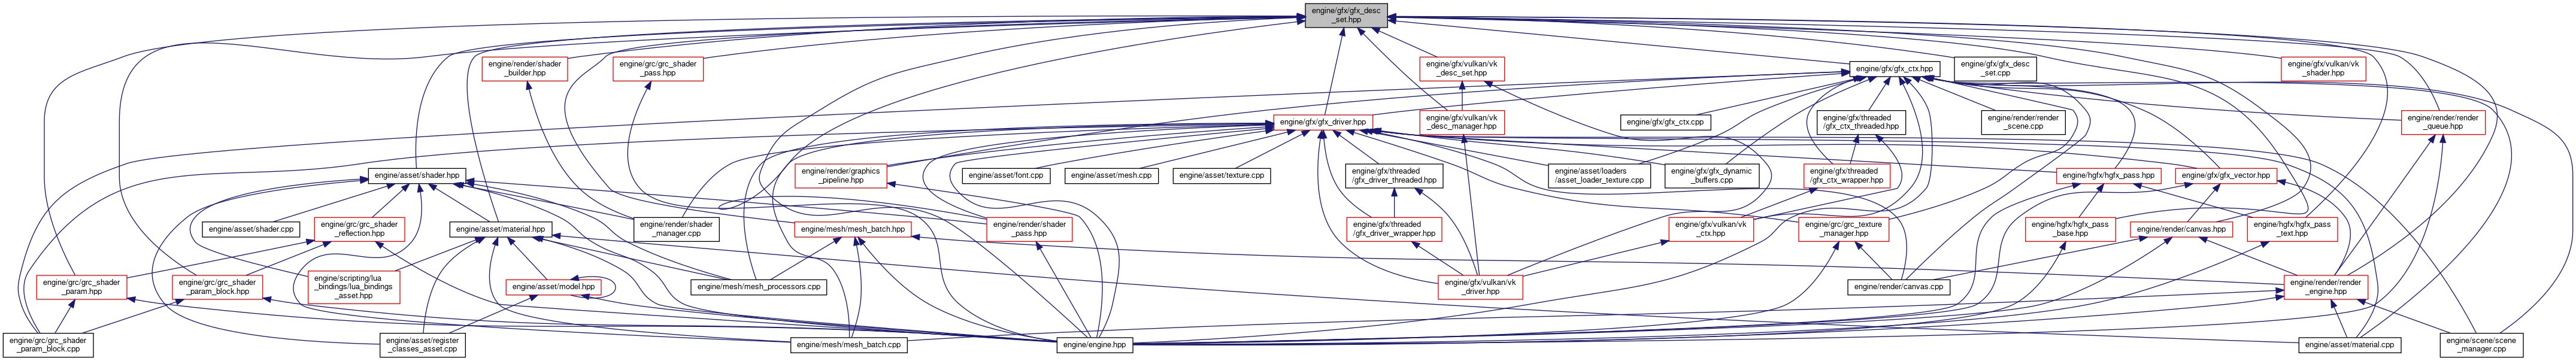 engine/gfx/gfx_desc
_set.hpp
engine/render/shader
_builder.hpp
engine/grc/grc_shader
_pass.hpp
engine/gfx/vulkan/vk
_desc_set.hpp
engine/gfx/gfx_ctx.hpp
engine/gfx/gfx_desc
_set.cpp
engine/gfx/vulkan/vk
_shader.hpp
engine/gfx/gfx_driver.hpp
engine/gfx/vulkan/vk
_desc_manager.hpp
engine/gfx/gfx_ctx.cpp
engine/gfx/threaded
/gfx_ctx_threaded.hpp
engine/render/render
_scene.cpp
engine/render/render
_queue.hpp
engine/asset/shader.hpp
engine/render/graphics
_pipeline.hpp
engine/asset/font.cpp
engine/asset/mesh.cpp
engine/asset/texture.cpp
engine/gfx/threaded
/gfx_driver_threaded.hpp
engine/asset/loaders
/asset_loader_texture.cpp
engine/gfx/gfx_dynamic
_buffers.cpp
engine/gfx/threaded
/gfx_ctx_wrapper.hpp
engine/hgfx/hgfx_pass.hpp
engine/gfx/gfx_vector.hpp
engine/asset/shader.cpp
engine/grc/grc_shader
_reflection.hpp
engine/asset/material.hpp
engine/render/shader
_manager.cpp
engine/mesh/mesh_batch.hpp
engine/render/shader
_pass.hpp
engine/gfx/threaded
/gfx_driver_wrapper.hpp
engine/grc/grc_texture
_manager.hpp
engine/gfx/vulkan/vk
_ctx.hpp
engine/hgfx/hgfx_pass
_base.hpp
engine/render/canvas.hpp
engine/hgfx/hgfx_pass
_text.hpp
engine/grc/grc_shader
_param.hpp
engine/grc/grc_shader
_param_block.hpp
engine/scripting/lua
_bindings/lua_bindings
_asset.hpp
engine/asset/model.hpp
engine/mesh/mesh_processors.cpp
engine/gfx/vulkan/vk
_driver.hpp
engine/render/canvas.cpp
engine/render/render
_engine.hpp
engine/grc/grc_shader
_param_block.cpp
engine/asset/register
_classes_asset.cpp
engine/mesh/mesh_batch.cpp
engine/engine.hpp
engine/asset/material.cpp
engine/scene/scene
_manager.cpp